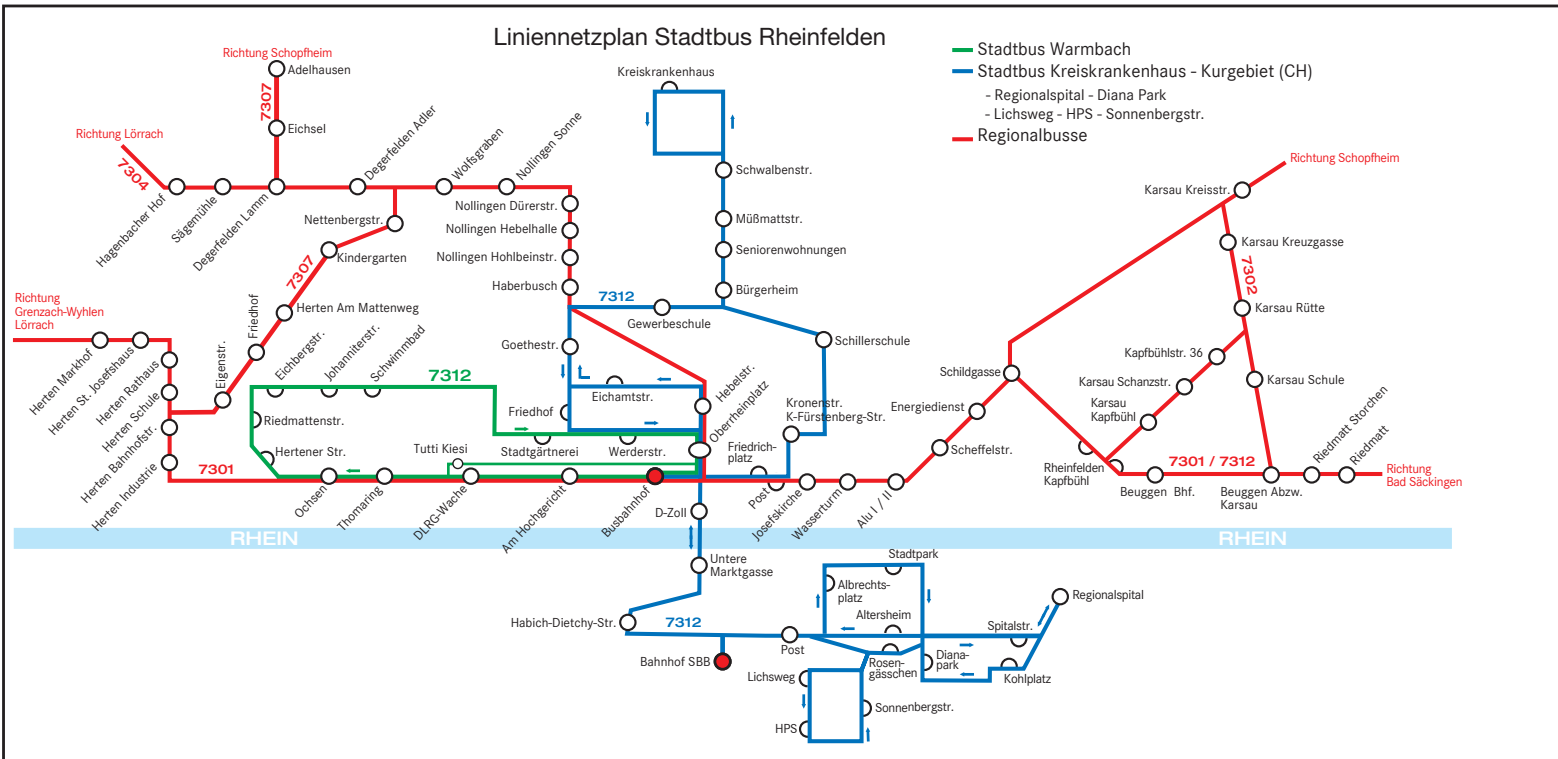 Liniennetzplan Stadtbus Rheinfelden
Stadtbus Warmbach
Stadtbus Kreiskrankenhaus - Kurgebiet (CH)
- Regionalspital - Diana Park
- Lichsweg - HPS - Sonnenbergstr.
Regionalbusse
Richtung Schopfheim
Adelhausen
7307
Eichsel
Richtung Lörrach
7304
Hagenbacher Hof
Sägemühle
Degerfelden Lamm
Degerfelden Adler
Wolfsgraben
Nollingen Sonne
Nettenbergstr.
Kindergarten
7307
Herten Am Mattenweg
Friedhof
Eigenstr.
Nollingen Dürerstr.
Nollingen Hebelhalle
Nollingen Hohlbeinstr.
Haberbusch
Kreiskrankenhaus
Schwalbenstr.
Müßmattstr.
Seniorenwohnungen
Bürgerheim
7312
Gewerbeschule
Schillerschule
Goethestr.
Eichamtstr.
Friedhof
Hebelstr.
Oberrheinplatz
Kronenstr.
K-Fürstenberg-Str.
Friedrich-
platz
Richtung
Grenzach-Wyhlen
Lörrach
Herten Markhof
Herten St. Josefshaus
Herten Rathaus
Herten Schule
Herten Bahnhofstr.
Herten Industrie
Eichbergstr.
Johanniterstr.
Schwimmbad
7312
Riedmattenstr.
Hertener Str.
Tutti Kiesi
Stadtgärtnerei
Werderstr.
7301
Ochsen
Thomaring
DLRG-Wache
Am Hochgericht
Busbahnhof
Post
Josefskirche
Wasserturm
Alu I / II
Scheffelstr.
Energiedienst
Schildgasse
Richtung Schopfheim
Karsau Kreisstr.
Karsau Kreuzgasse
7302
Karsau Rütte
Kapfbühlstr. 36
Karsau Schanzstr.
Karsau
Kapfbühl
Karsau Schule
Rheinfelden
Kapfbühl
7301 / 7312
Beuggen Bhf.
Beuggen Abzw.
Karsau
Riedmatt Storchen
Riedmatt
Richtung
Bad Säckingen
RHEIN
RHEIN
D-Zoll
Untere
Marktgasse
Habich-Dietchy-Str.
7312
Bahnhof SBB
Post
Stadtpark
Albrechts-
platz
Altersheim
Rosen-
gässchen
Diana-
park
Spitalstr.
Kohlplatz
Regionalspital
Lichsweg
HPS
Sonnenbergstr.